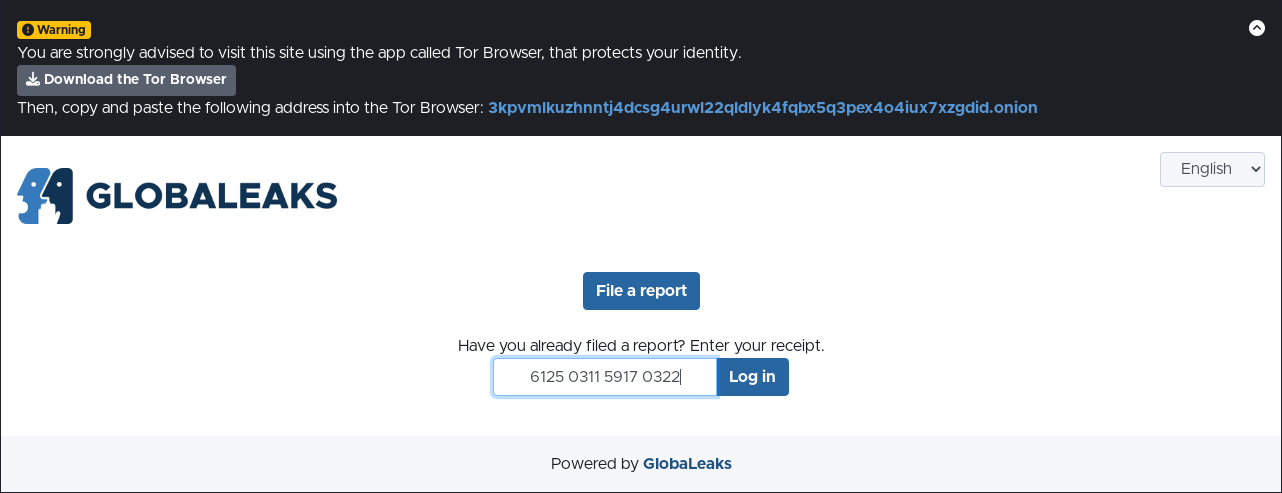 Warning
You are strongly advised to visit this site using the app called Tor Browser, that protects your identity.
Download the Tor Browser
Then, copy and paste the following address into the Tor Browser: 3kpvmlkuzhnntj4dcsg4urwl22qldlyk4fqbx5q3pex4o4iux7xzgdid.onion
English
GLOBALEAKS
File a report
Have you already filed a report? Enter your receipt.
6125 0311 5917 0322 Log in
Powered by GlobaLeaks